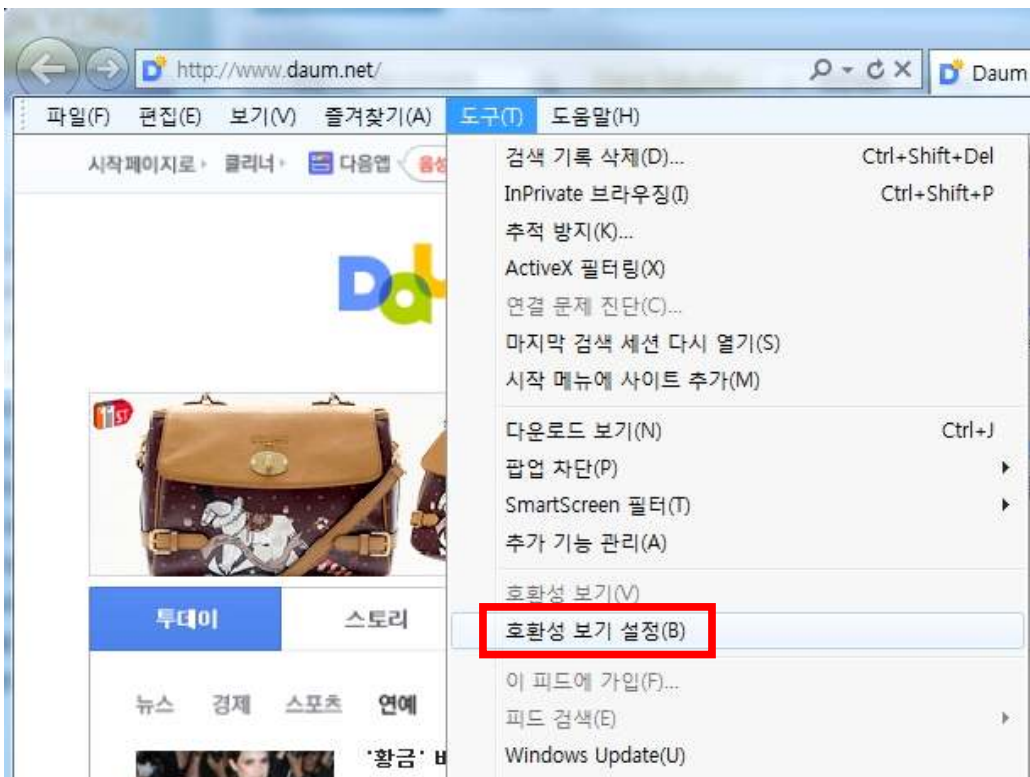 http://www.daum.net/
Daum
파일(F) 편집(E) 보기(V) 즐겨찾기(A) 도구(T) 도움말(H)
시작페이지로 클리너 다음앱
검색 기록 삭제(D)... Ctrl+Shift+Del
InPrivate 브라우징(I) Ctrl+Shift+P
추적 방지(K)...
ActiveX 필터링(X)
연결 문제 진단(C)...
마지막 검색 세션 다시 열기(S)
시작 메뉴에 사이트 추가(M)
다운로드 보기(N) Ctrl+J
팝업 차단(P)
SmartScreen 필터(T)
추가 기능 관리(A)
호환성 보기(V)
호환성 보기 설정(B)
이 피드에 가입(F)...
피드 검색(E)
Windows Update(U)
11ST
투데이 스토리
뉴스 경제 스포츠 연예
'황금'